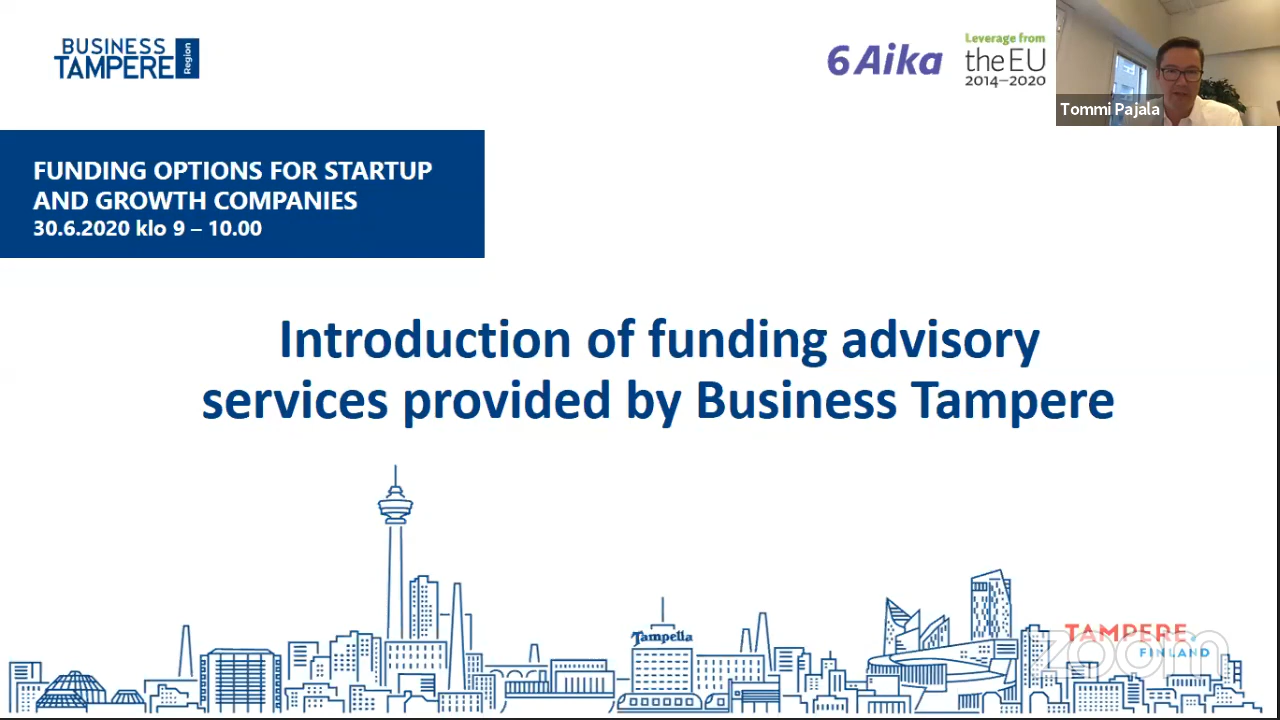 BUSINESS
TAMPERE
Region
6Aika
Leverage from
the EU
2014–2020
Tommi Pajala
FUNDING OPTIONS FOR STARTUP
AND GROWTH COMPANIES
30.6.2020 klo 9 – 10.00
Introduction of funding advisory
services provided by Business Tampere
Tampella
TAMPERE.
FINLAND
zoom